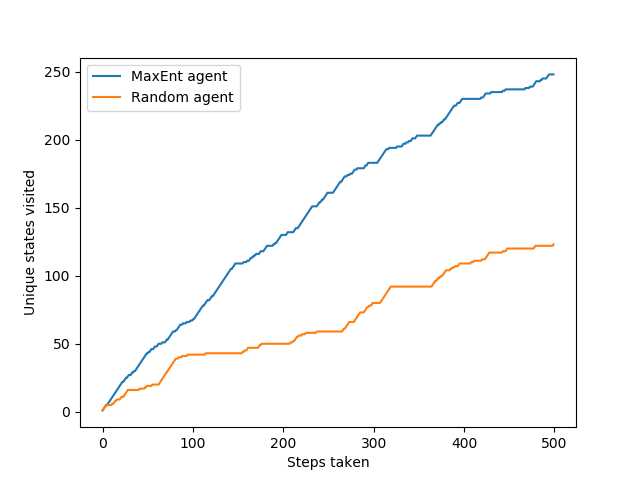 MaxEnt agent
Random agent
Unique states visited
250
200
150
100
50
0
0 100 200 300 400 500
Steps taken